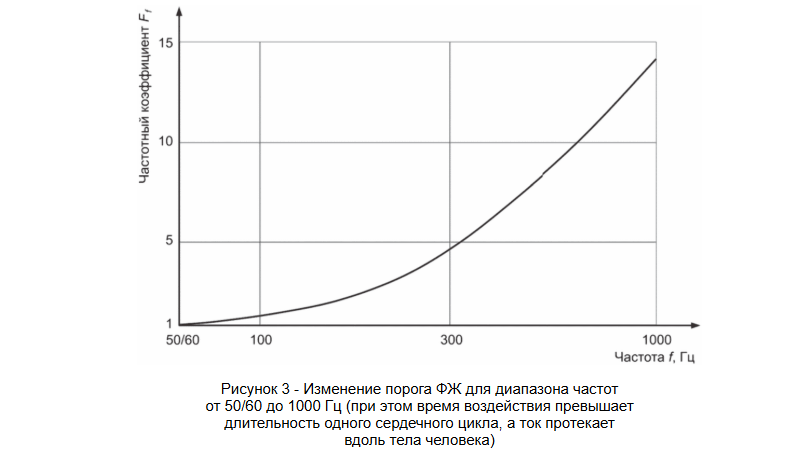 Частотный коэффициент F_f
15
10
5
1
50/60
100
300
1000
Частота f, Гц
Рисунок 3 - Изменение порога ФЖ для диапазона частот
от 50/60 до 1000 Гц (при этом время воздействия превышает
длительность одного сердечного цикла, а ток протекает
вдоль тела человека)